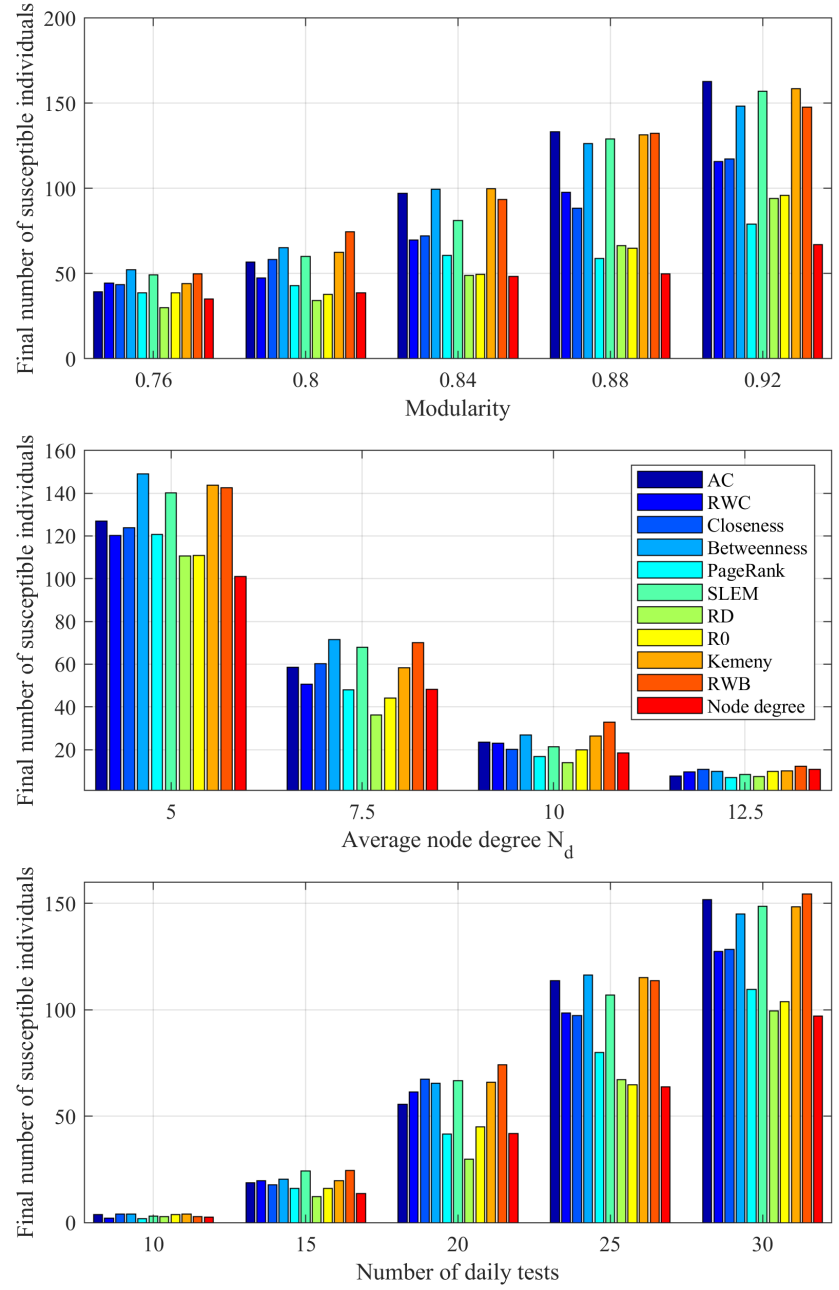 Final number of susceptible individuals
200
150
100
50
0
0.76 0.8 0.84 0.88 0.92
Modularity
Final number of susceptible individuals
160
140
120
100
80
60
40
20
5 7.5 10 12.5
Average node degree N_d
AC
RWC
Closeness
Betweenness
PageRank
SLEM
RD
R0
Kemeny
RWB
Node degree
Final number of susceptible individuals
150
100
50
0
10 15 20 25 30
Number of daily tests